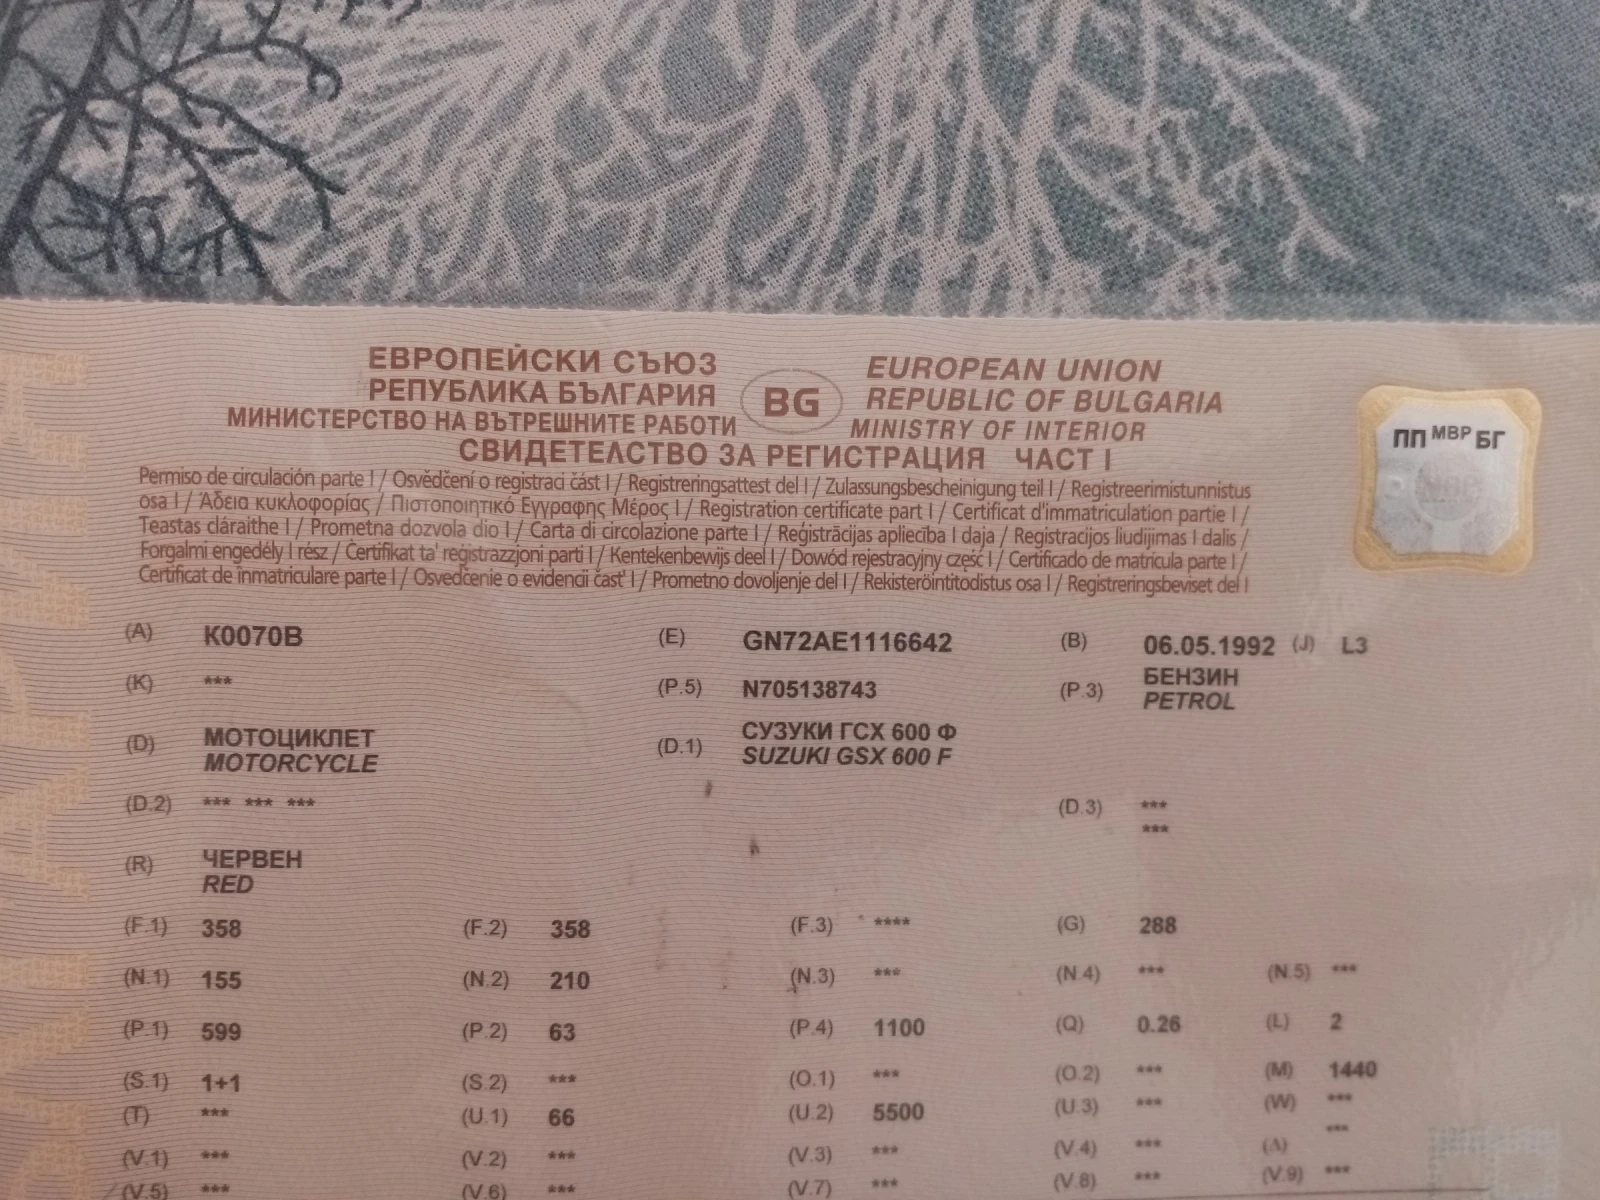 ЕВРОПЕЙСКИ СЪЮЗ
РЕПУБЛИКА БЪЛГАРИЯ
МИНИСТЕРСТВО НА ВЪТРЕШНИТЕ РАБОТИ
BG
EUROPEAN UNION
REPUBLIC OF BULGARIA
MINISTRY OF INTERIOR
СВИДЕТЕЛСТВО ЗА РЕГИСТРАЦИЯ ЧАСТ I
ПП МВР БГ
Permiso de circulación parte I / Osvědčení o registraci část I / Registreringsattest del I / Zulassungsbescheinigung teil I / Registreerimistunnistus
osa I / Άδεια κυκλοφορίας / Πιστοποιητικό Εγγραφης Μέρος I / Registration certificate part I / Certificat d'immatriculation partie I /
Teastas cláraithe I / Prometna dozvola dio I / Carta di circolazione parte I / Reģistrācijas apliecība I daja / Registracijos liudijimas I dalis /
Forgalmi engedély I rész / Ċertifikat ta' reġistrazzjoni parti I / Kentekenbewijs deel I / Dowód rejestracyjny część I / Certificado de matrícula parte I /
Certificat de înmatriculare parte I / Osvedčenie o evidencii časť I / Prometno dovoljenje del I / Rekisteröintitodistus osa I / Registreringsbeviset del I
(A) K0070B (E) GN72AE1116642 (B) 06.05.1992 (J) L3
(K) *** (P.5) N705138743 (P.3) БЕНЗИН
PETROL
(D) МОТОЦИКЛЕТ (D.1) СУЗУКИ ГСХ 600 Ф
MOTORCYCLE SUZUKI GSX 600 F
(D.2) *** *** *** (D.3) ***
***
(R) ЧЕРВЕН
RED
(F.1) 358 (F.2) 358 (F.3) **** (G) 288
(N.1) 155 (N.2) 210 (N.3) *** (N.4) *** (N.5) ***
(P.1) 599 (P.2) 63 (P.4) 1100 (Q) 0.26 (L) 2
(S.1) 1+1 (S.2) *** (O.1) *** (O.2) *** (M) 1440
(T) *** (U.1) 66 (U.2) 5500 (U.3) *** (W) ***
***
(V.1) *** (V.2) *** (V.3) *** (V.4) *** (Δ)
(V.5) *** (V.6) *** (V.7) *** (V.8) *** (V.9) ***